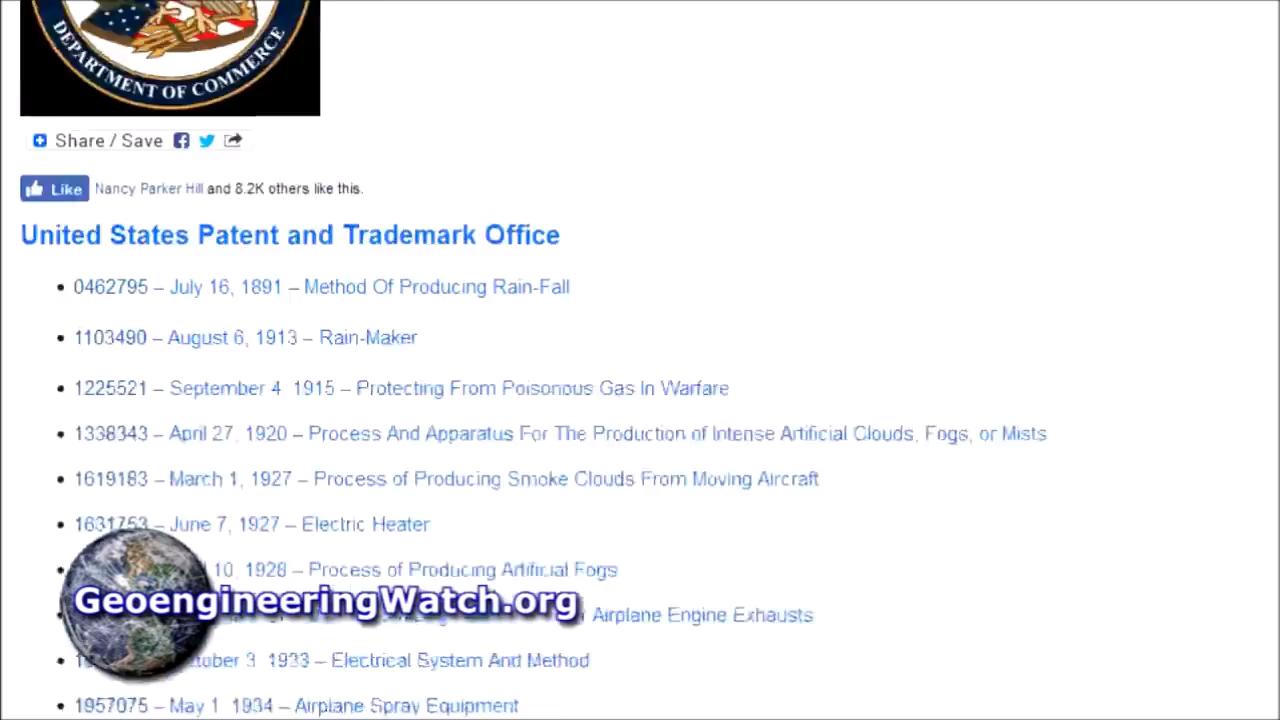 DEPARTMENT OF COMMERCE
Share / Save
Like Nancy Parker Hill and 8.2K others like this.
United States Patent and Trademark Office
0462795 – July 16, 1891 – Method Of Producing Rain-Fall
1103490 – August 6, 1913 – Rain-Maker
1225521 – September 4 1915 – Protecting From Poisonous Gas In Warfare
1338343 – April 27, 1920 – Process And Apparatus For The Production of Intense Artificial Clouds, Fogs, or Mists
1619183 – March 1, 1927 – Process of Producing Smoke Clouds From Moving Aircraft
1631753 – June 7, 1927 – Electric Heater
10, 1928 – Process of Producing Artificial Fogs
GeoengineeringWatch.org
Airplane Engine Exhausts
3 1933 – Electrical System And Method
1957075 – May 1 1934 – Airplane Spray Equipment